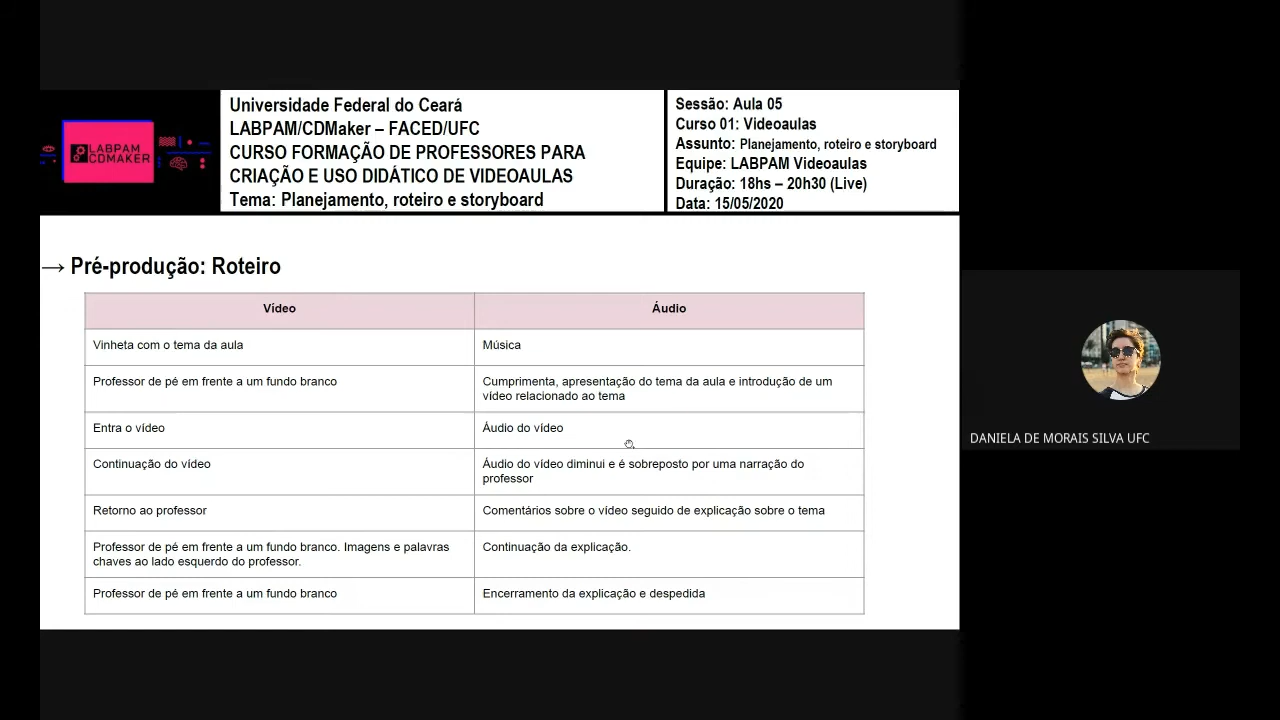 LABPAM
CDMAKER
Universidade Federal do Ceará
LABPAM/CDMaker – FACED/UFC
CURSO FORMAÇÃO DE PROFESSORES PARA
CRIAÇÃO E USO DIDÁTICO DE VIDEOAULAS
Tema: Planejamento, roteiro e storyboard
Sessão: Aula 05
Curso 01: Videoaulas
Assunto: Planejamento, roteiro e storyboard
Equipe: LABPAM Videoaulas
Duração: 18hs – 20h30 (Live)
Data: 15/05/2020
→ Pré-produção: Roteiro
Vídeo
Áudio
Vinheta com o tema da aula
Música
Professor de pé em frente a um fundo branco
Cumprimenta, apresentação do tema da aula e introdução de um
vídeo relacionado ao tema
Entra o vídeo
Áudio do vídeo
Continuação do vídeo
Áudio do vídeo diminui e é sobreposto por uma narração do
professor
Retorno ao professor
Comentários sobre o vídeo seguido de explicação sobre o tema
Professor de pé em frente a um fundo branco. Imagens e palavras
chaves ao lado esquerdo do professor.
Continuação da explicação.
Professor de pé em frente a um fundo branco
Encerramento da explicação e despedida
DANIELA DE MORAIS SILVA UFC